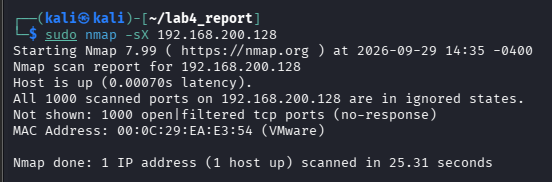 ┌──(kali㉿kali)-[~/lab4_report]
└─$ sudo nmap -sX 192.168.200.128
Starting Nmap 7.99 ( https://nmap.org ) at 2026-09-29 14:35 -0400
Nmap scan report for 192.168.200.128
Host is up (0.00070s latency).
All 1000 scanned ports on 192.168.200.128 are in ignored states.
Not shown: 1000 open|filtered tcp ports (no-response)
MAC Address: 00:0C:29:EA:E3:54 (VMware)
Nmap done: 1 IP address (1 host up) scanned in 25.31 seconds